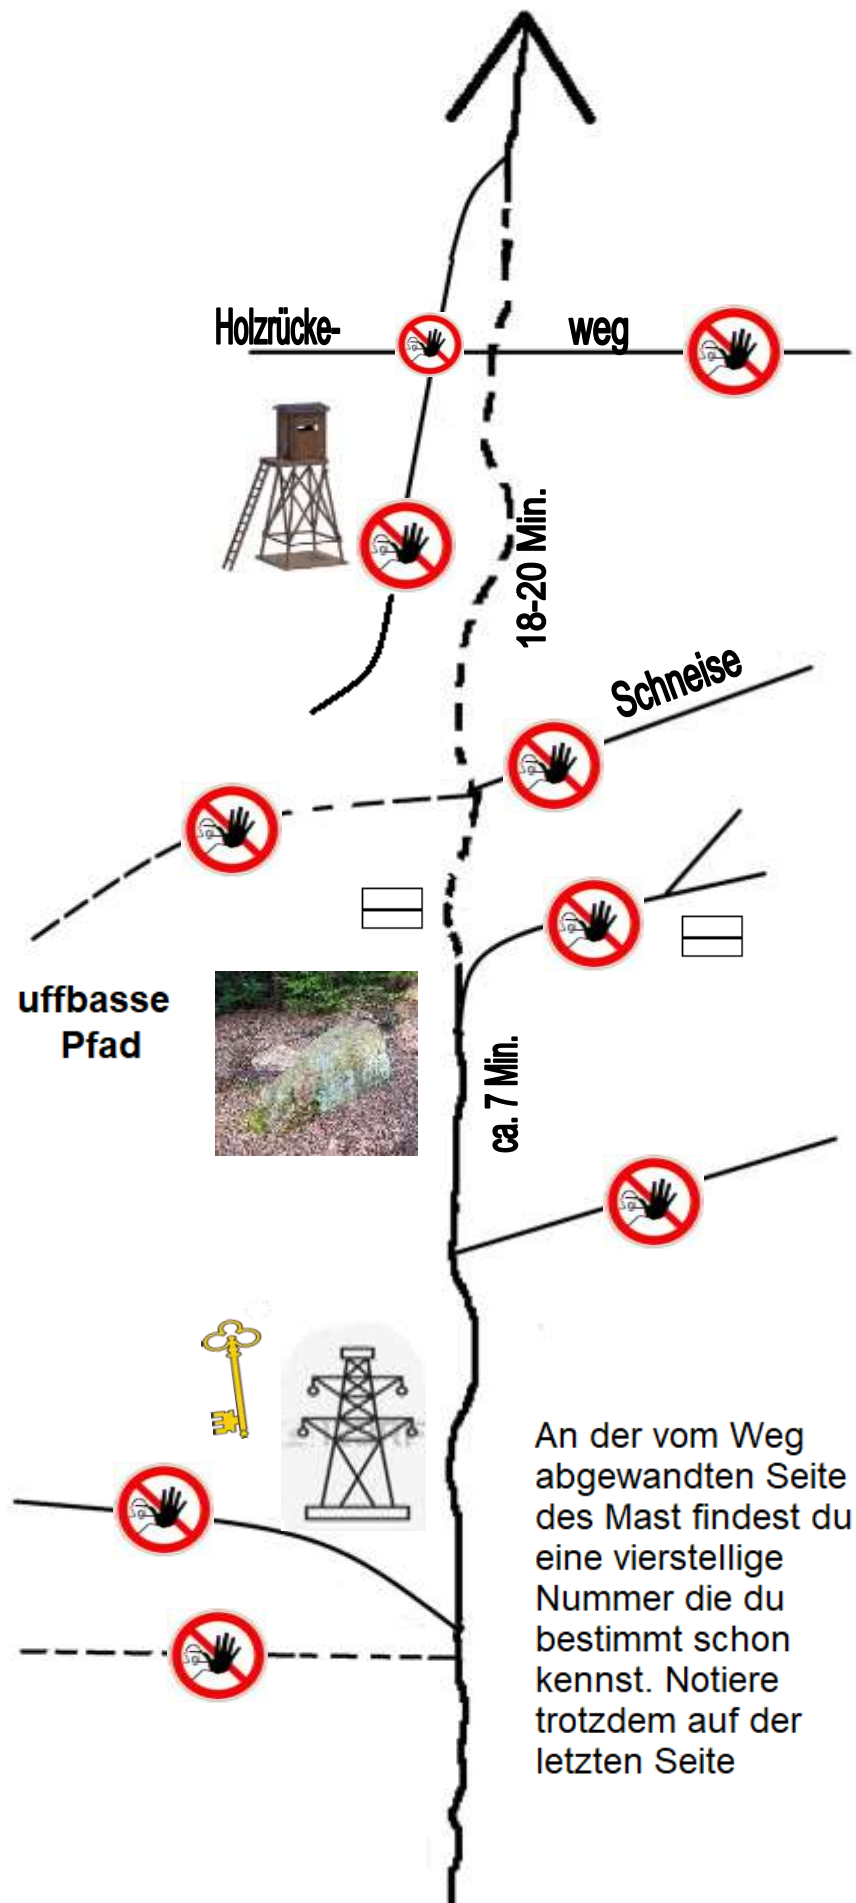 Holzrücke- weg
18-20 Min.
Schneise
uffbasse
Pfad
ca. 7 Min.
An der vom Weg
abgewandten Seite
des Mast findest du
eine vierstellige
Nummer die du
bestimmt schon
kennst. Notiere
trotzdem auf der
letzten Seite